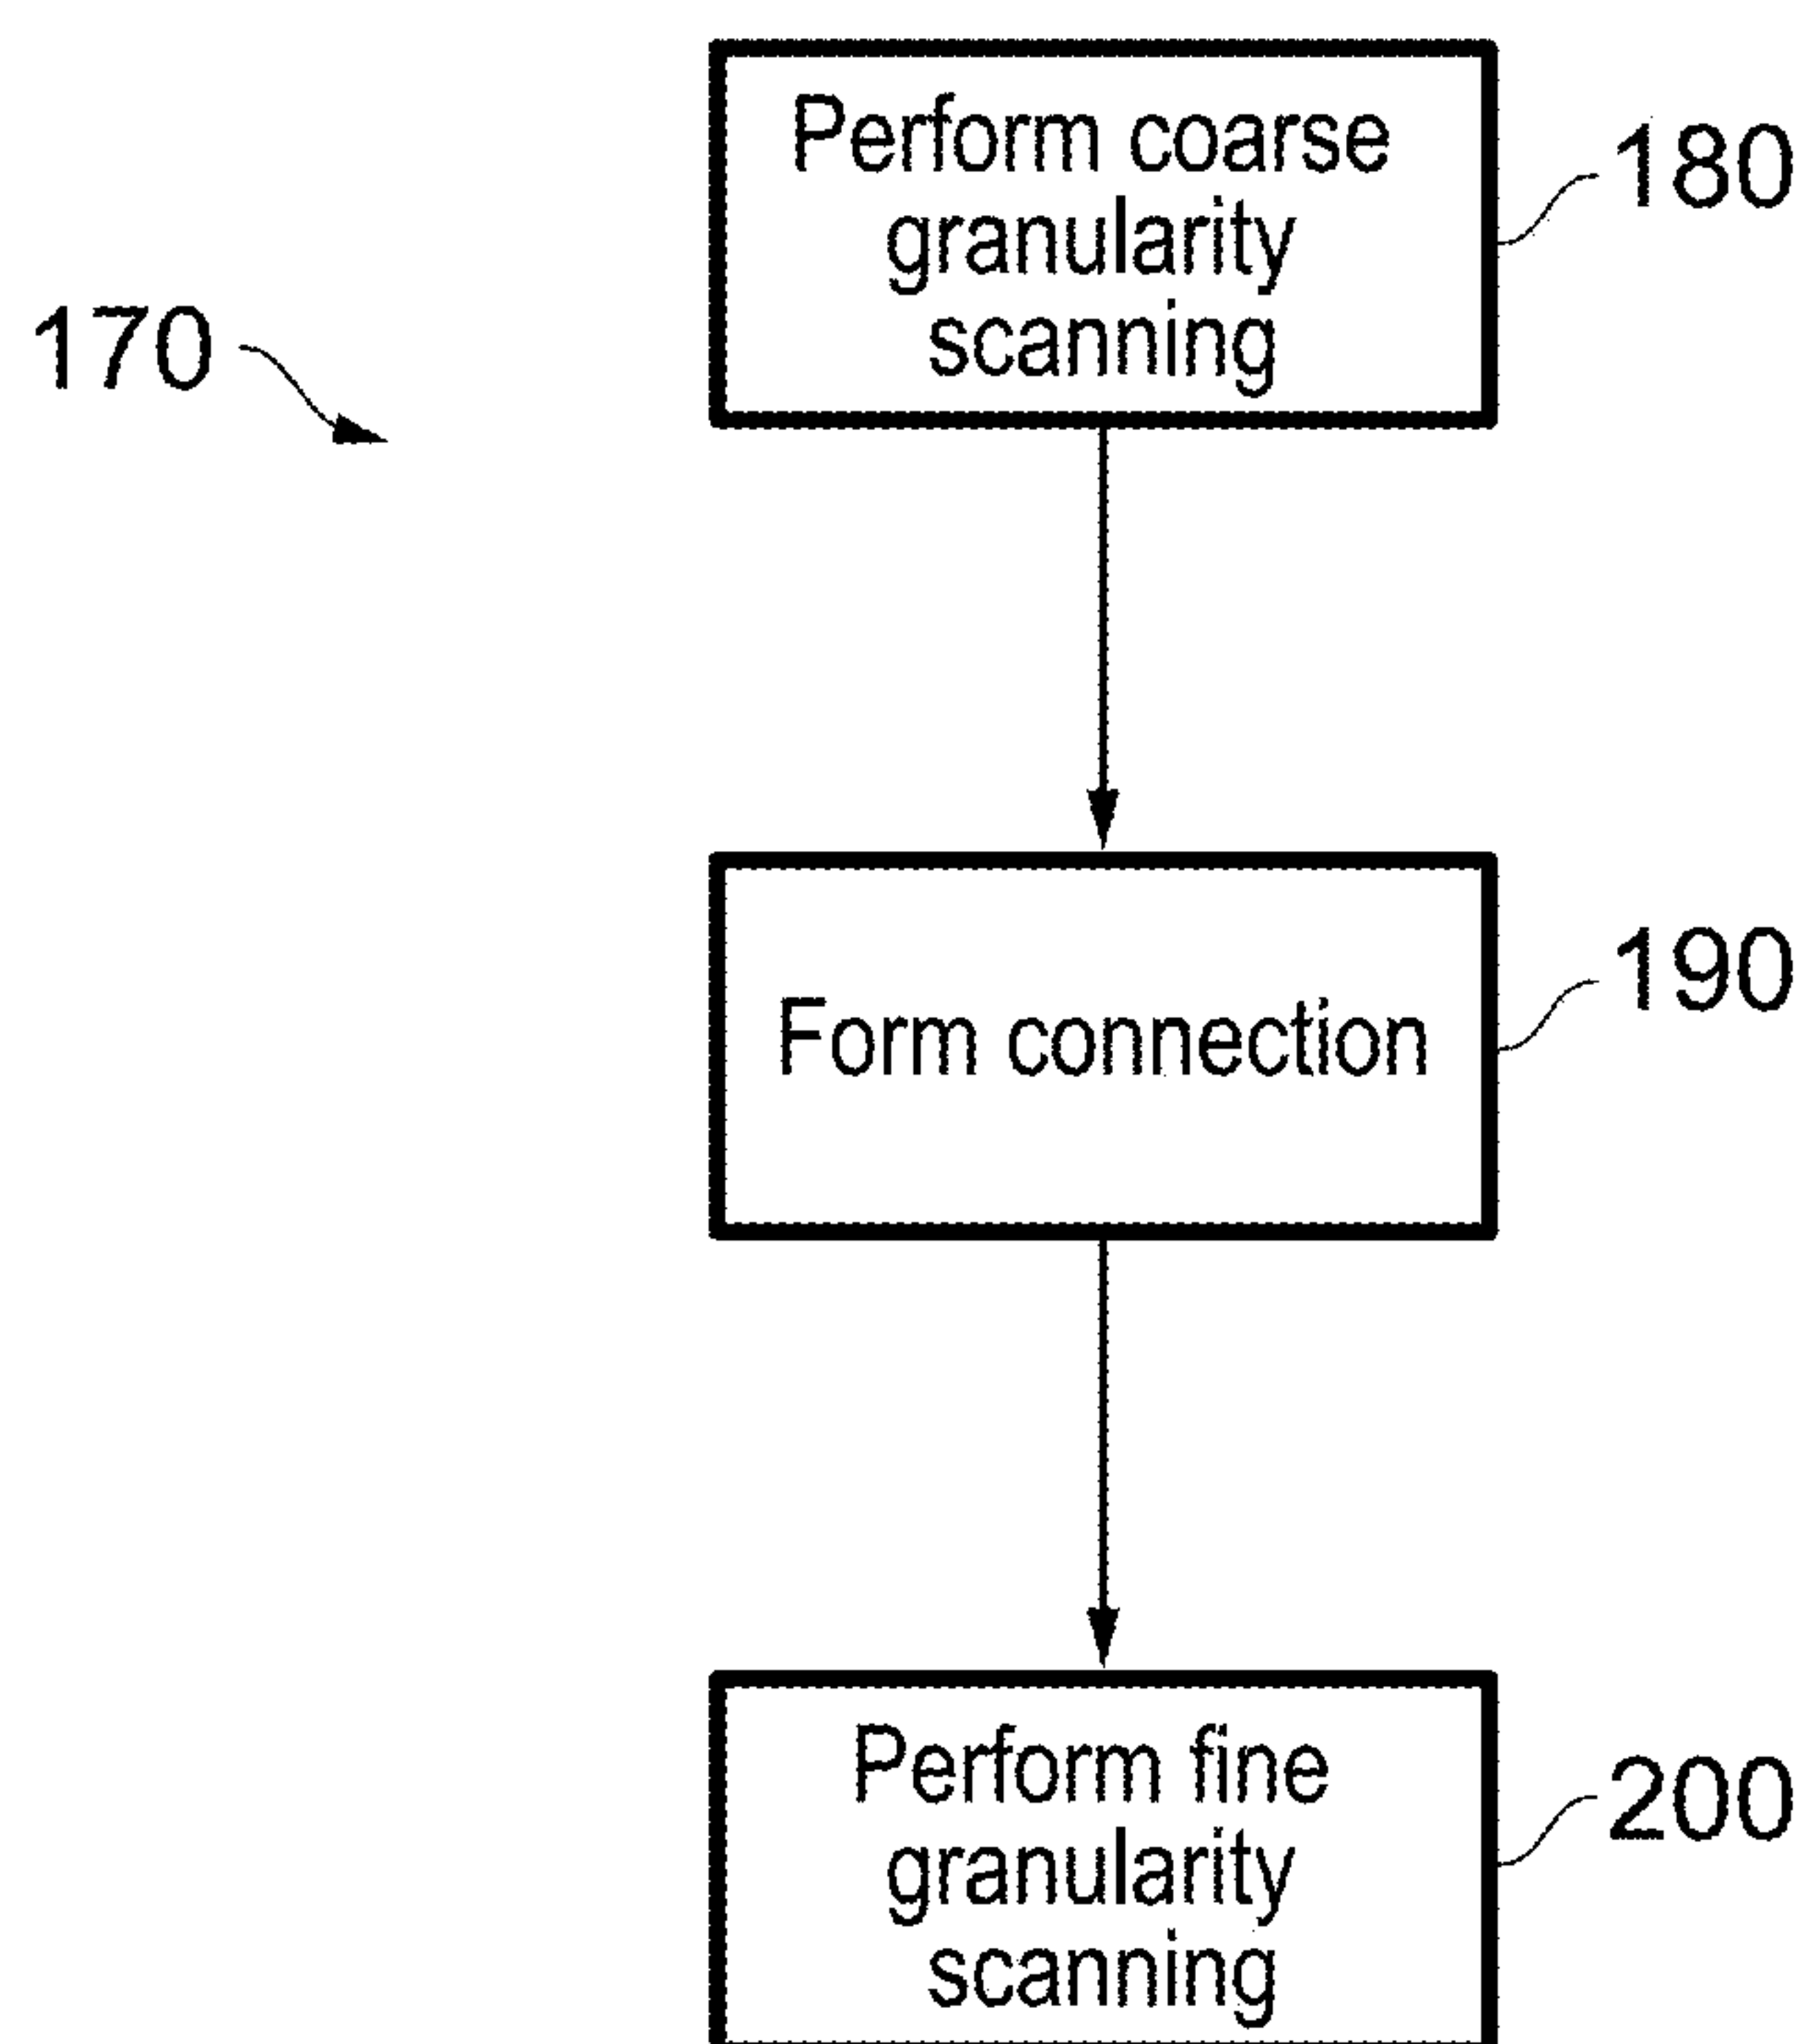 Perform coarse
granularity
scanning
180
170
Form connection
190
Perform fine
granularity
scanning
200